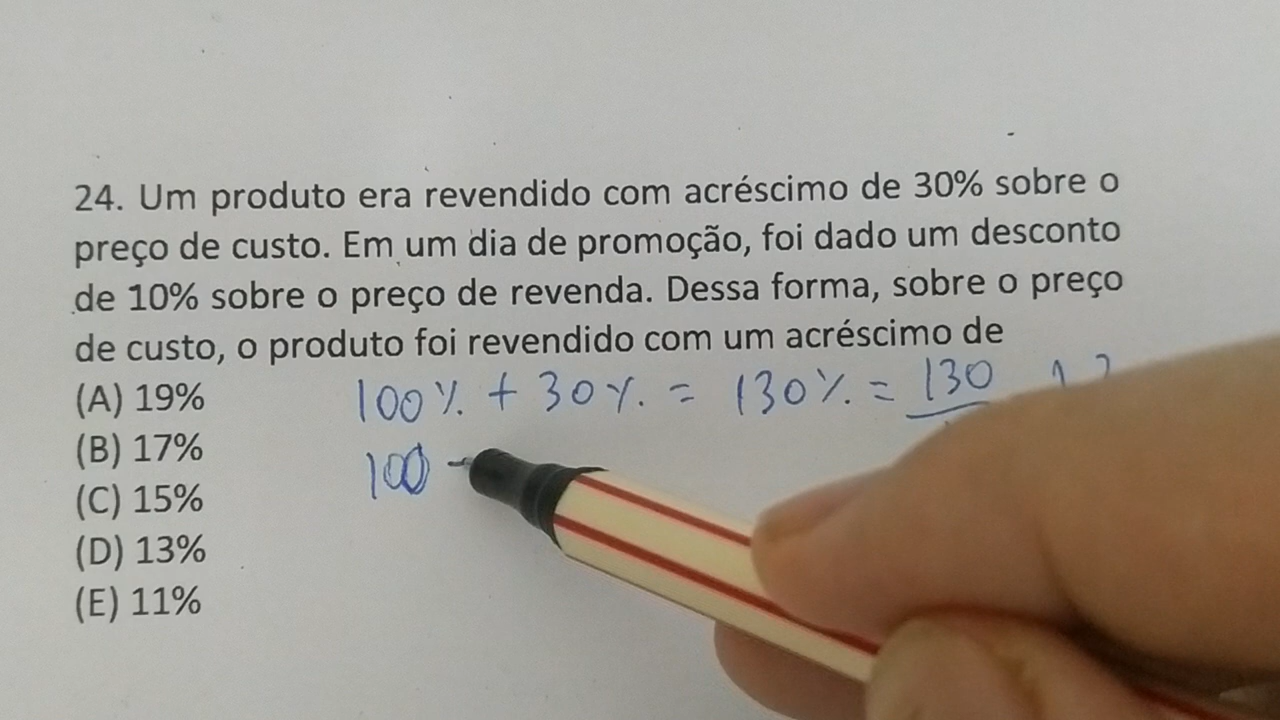 24. Um produto era revendido com acréscimo de 30% sobre o
preço de custo. Em um dia de promoção, foi dado um desconto
de 10% sobre o preço de revenda. Dessa forma, sobre o preço
de custo, o produto foi revendido com um acréscimo de
(A) 19%
(B) 17%
(C) 15%
(D) 13%
(E) 11%
100% + 30% = 130% = 130
100 -